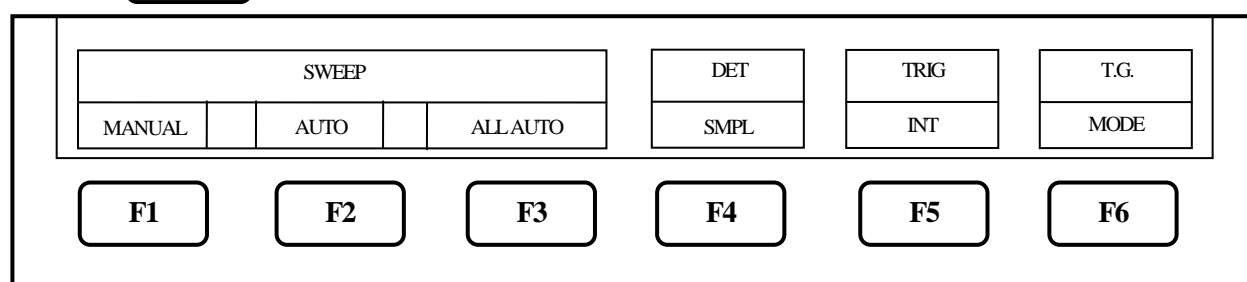 SWEEP DET TRIG T.G.
MANUAL AUTO ALL AUTO SMPL INT MODE
F1 F2 F3 F4 F5 F6